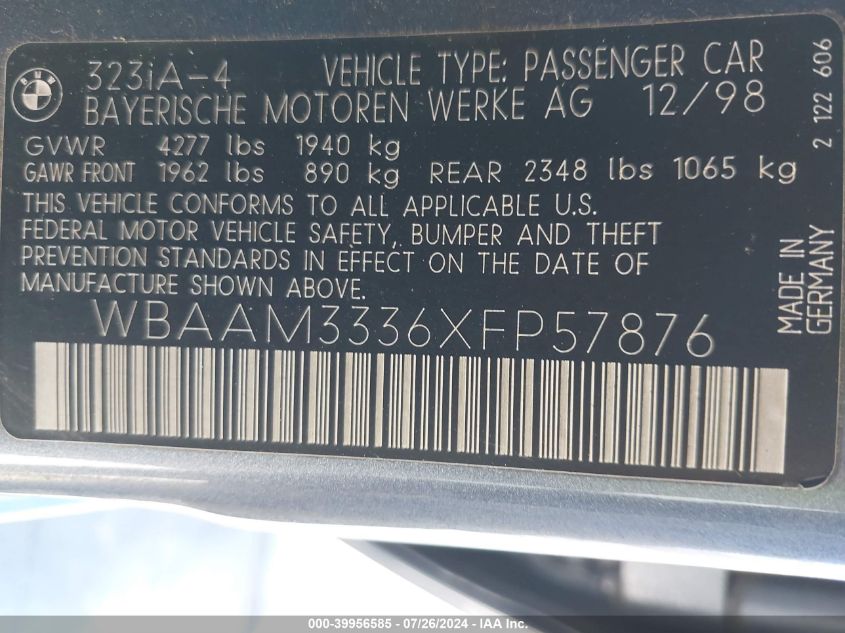 BMW
323iA-4 VEHICLE TYPE: PASSENGER CAR
BAYERISCHE MOTOREN WERKE AG 12/98
GVWR 4277 lbs 1940 kg
GAWR FRONT 1962 lbs 890 kg REAR 2348 lbs 1065 kg
THIS VEHICLE CONFORMS TO ALL APPLICABLE U.S.
FEDERAL MOTOR VEHICLE SAFETY, BUMPER AND THEFT
PREVENTION STANDARDS IN EFFECT ON THE DATE OF
MANUFACTURE SHOWN ABOVE.
WBAAM3336XFP57876
2 122 606
MADE IN
GERMANY
000-39956585 / 07/26/2024 - Copyright © IAA, Inc.